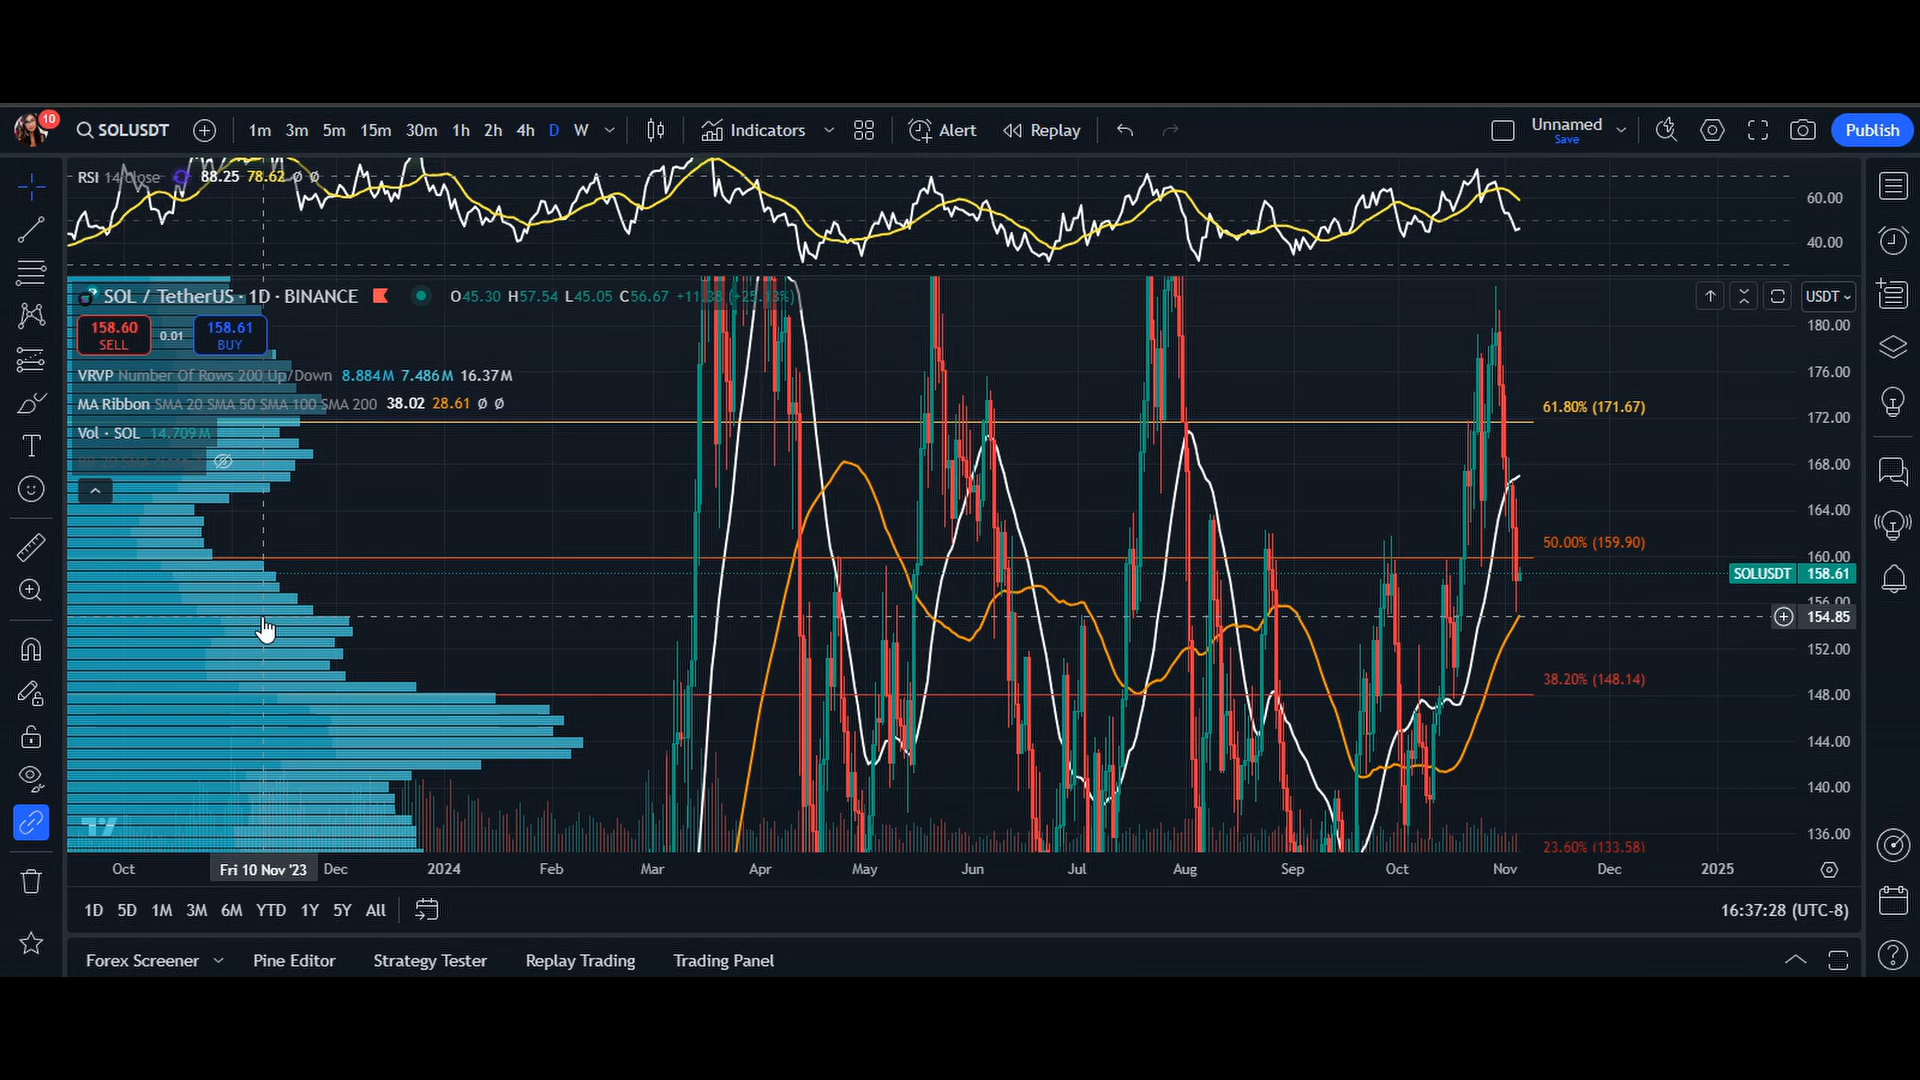 10
SOLUSDT
1m 3m 5m 15m 30m 1h 2h 4h D W
Indicators
Alert
Replay
Unnamed
Save
Publish
RSI 14 close 88.25 78.62 Ø Ø
60.00
40.00
SOL / TetherUS · 1D · BINANCE
O45.30 H57.54 L45.05 C56.67 +11.38 (+25.13%)
USDT
158.60
SELL
0.01
158.61
BUY
VRVP Number Of Rows 200 Up/Down 8.884M 7.486M 16.37M
MA Ribbon SMA 20 SMA 50 SMA 100 SMA 200 38.02 28.61 Ø Ø
Vol · SOL 14.709M
61.80% (171.67)
50.00% (159.90)
38.20% (148.14)
23.60% (133.58)
180.00
176.00
172.00
168.00
164.00
160.00
SOLUSDT 158.61
156.00
154.85
152.00
148.00
144.00
140.00
136.00
Oct
Fri 10 Nov '23
Dec 2024 Feb Mar Apr May Jun Jul Aug Sep Oct Nov Dec 2025
1D 5D 1M 3M 6M YTD 1Y 5Y All
16:37:28 (UTC-8)
Forex Screener Pine Editor Strategy Tester Replay Trading Trading Panel